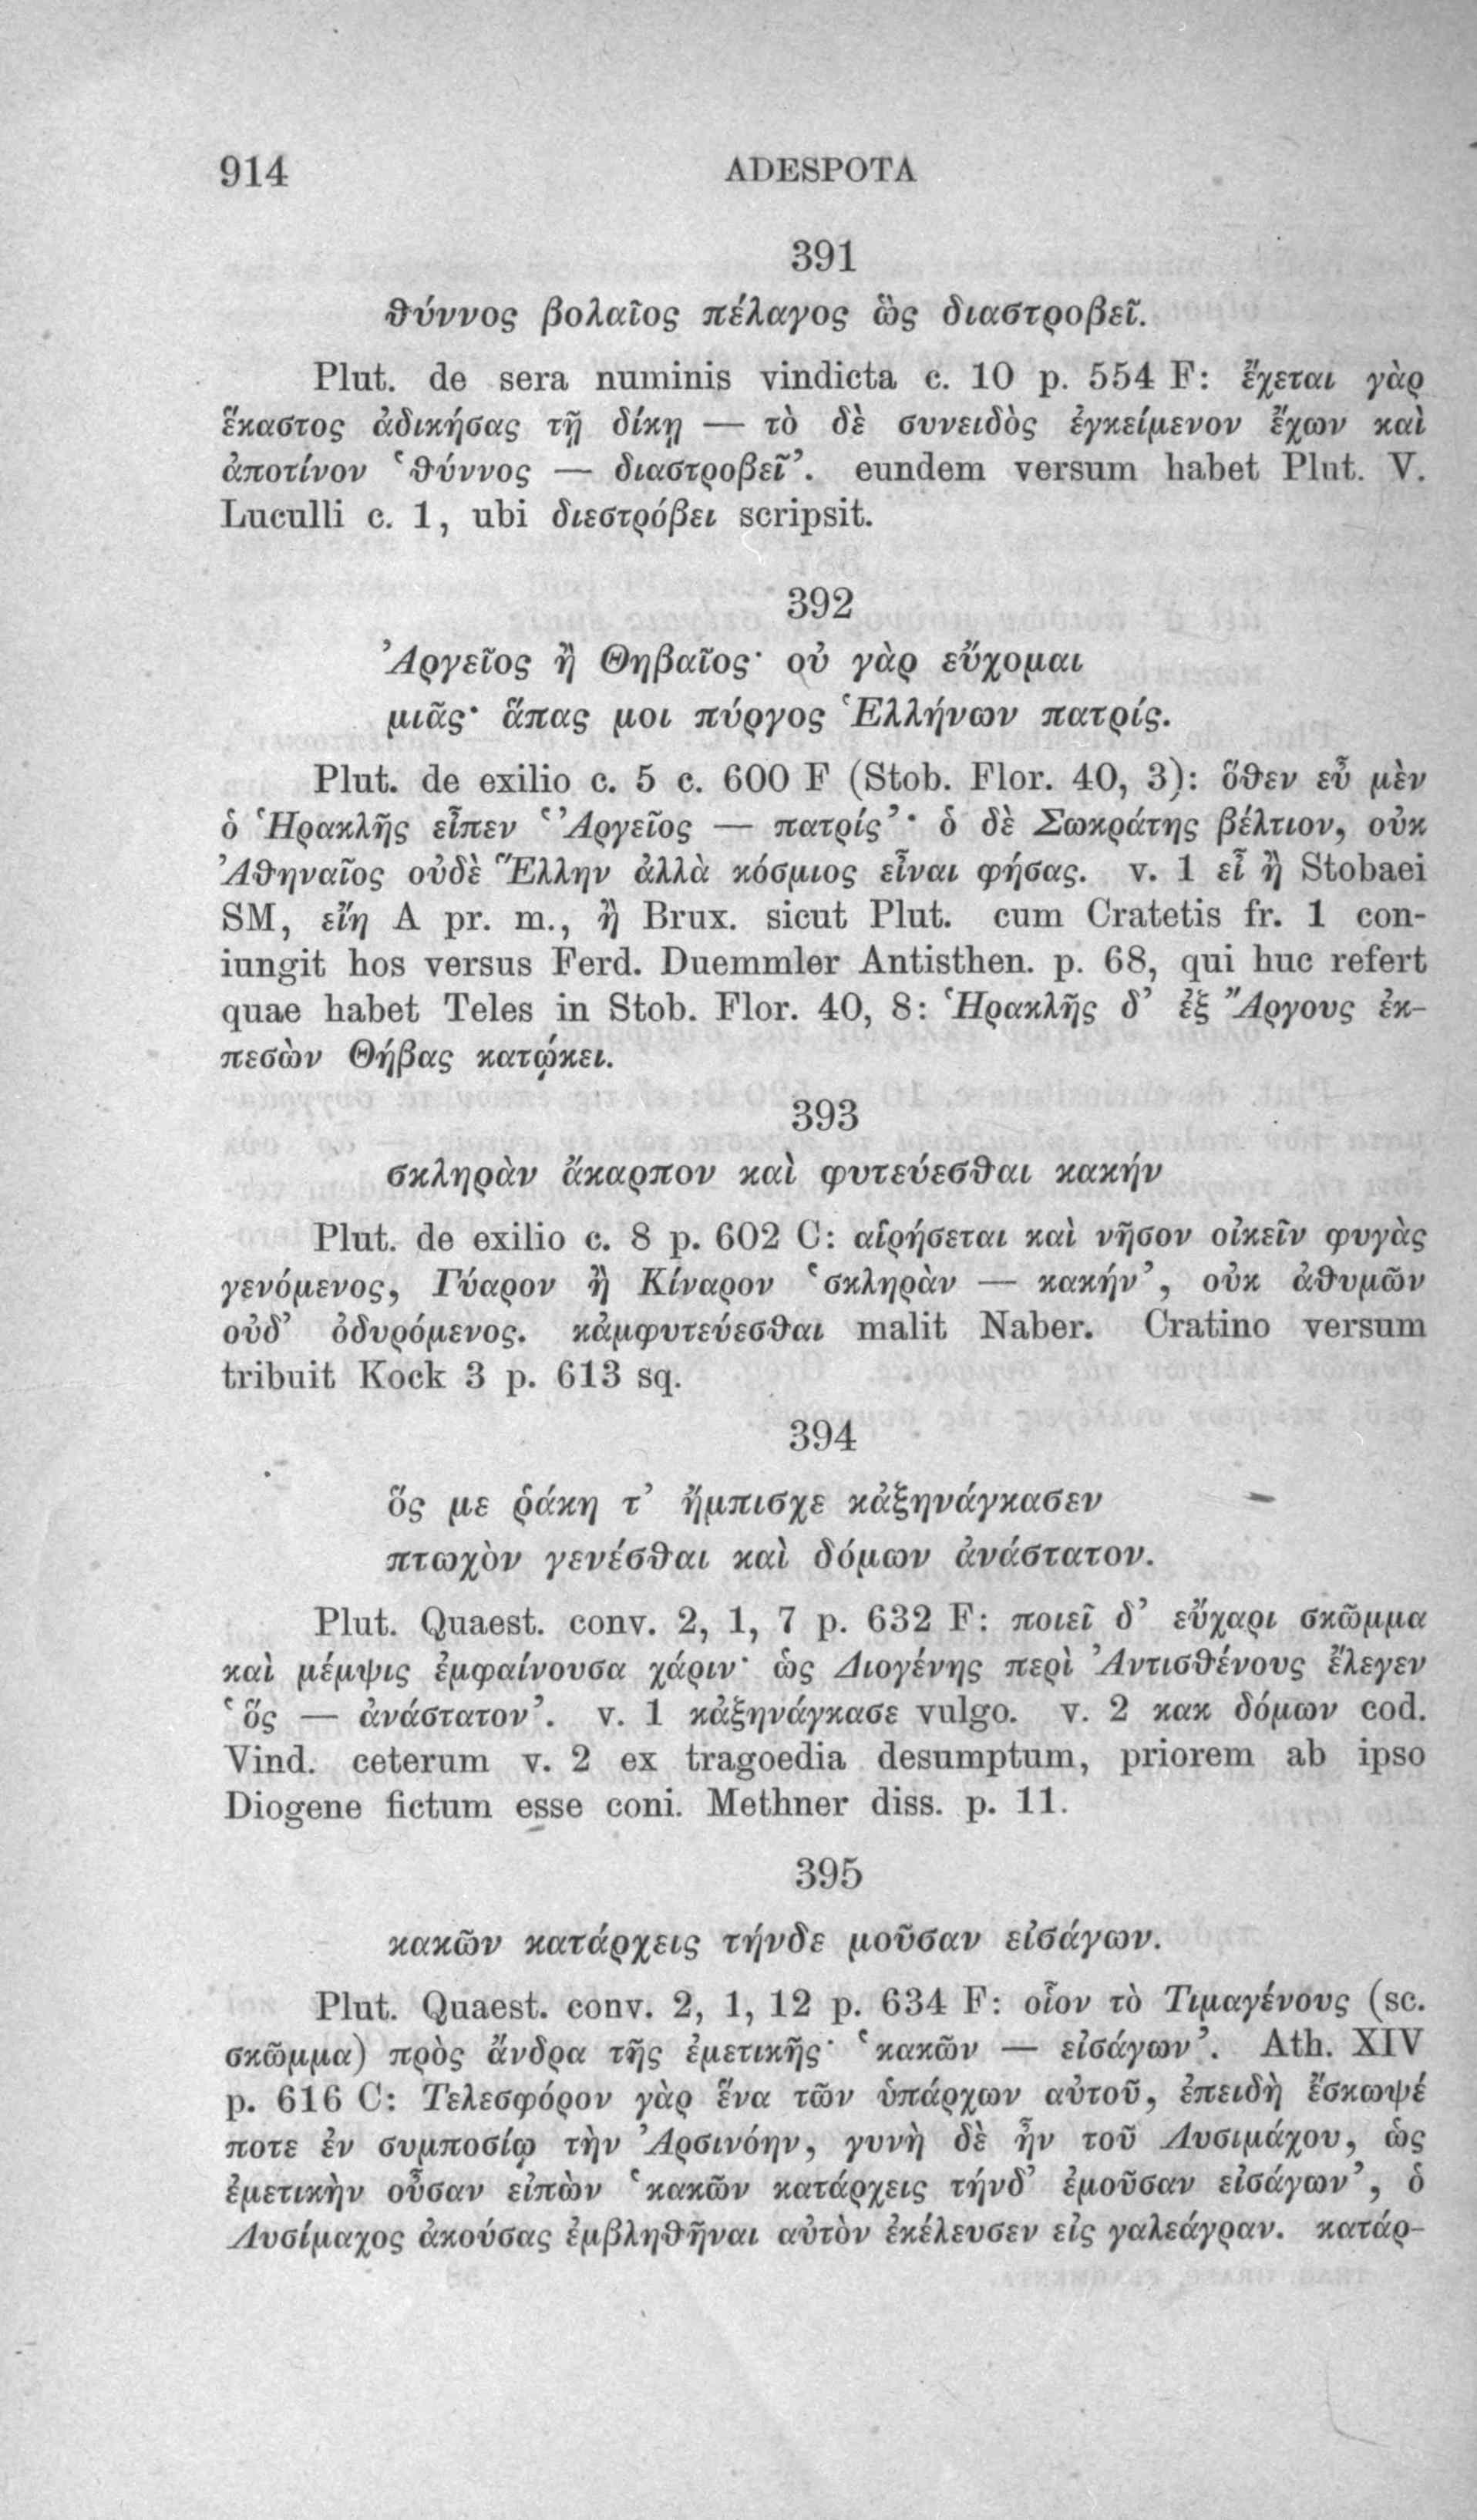 914
ADESPOTA
391
θύννος βολαῖος πέλαγος ὣς διαστροβεῖ.
Plut. de sera numinis vindicta c. 10 p. 554 F: ἔχεται γὰρ
ἕκαστος ἀδικήσας τῇ δίκῃ — τὸ δὲ συνειδὸς ἐγκείμενον ἔχων καὶ
ἀποτίνον ‘θύννος — διαστροβεῖ’. eundem versum habet Plut. V.
Luculli c. 1, ubi διεστρόβει scripsit.
392
Ἀργεῖος ἢ Θηβαῖος· οὐ γὰρ εὔχομαι
μιᾶς· ἅπας μοι πύργος Ἑλλήνων πατρίς.
Plut. de exilio c. 5 c. 600 F (Stob. Flor. 40, 3): ὅθεν εὖ μὲν
ὁ Ἡρακλῆς εἶπεν ‘Ἀργεῖος — πατρίς’· ὁ δὲ Σωκράτης βέλτιον, οὐκ
Ἀθηναῖος οὐδὲ Ἕλλην ἀλλὰ κόσμιος εἶναι φήσας. v. 1 εἶ ἢ Stobaei
SM, εἴη A pr. m., ἢ Brux. sicut Plut. cum Cratetis fr. 1 con-
iungit hos versus Ferd. Duemmler Antisthen. p. 68, qui huc refert
quae habet Teles in Stob. Flor. 40, 8: Ἡρακλῆς δ’ ἐξ Ἄργους ἐκ-
πεσὼν Θήβας κατῴκει.
393
σκληρὰν ἄκαρπον καὶ φυτεύεσθαι κακήν
Plut. de exilio c. 8 p. 602 C: αἱρήσεται καὶ νῆσον οἰκεῖν φυγὰς
γενόμενος, Γύαρον ἢ Κίναρον ‘σκληρὰν — κακήν’, οὐκ ἀθυμῶν
οὐδ’ ὀδυρόμενος. κἀμφυτεύεσθαι malit Naber. Cratino versum
tribuit Kock 3 p. 613 sq.
394
ὅς με ῥάκη τ’ ἤμπισχε κἀξηνάγκασεν
πτωχὸν γενέσθαι καὶ δόμων ἀνάστατον.
Plut. Quaest. conv. 2, 1, 7 p. 632 F: ποιεῖ δ’ εὔχαρι σκῶμμα
καὶ μέμψις ἐμφαίνουσα χάριν· ὡς Διογένης περὶ Ἀντισθένους ἔλεγεν
‘ὅς — ἀνάστατον’. v. 1 κἀξηνάγκασε vulgo. v. 2 κακ δόμων cod.
Vind. ceterum v. 2 ex tragoedia desumptum, priorem ab ipso
Diogene fictum esse coni. Methner diss. p. 11.
395
κακῶν κατάρχεις τήνδε μοῦσαν εἰσάγων.
Plut. Quaest. conv. 2, 1, 12 p. 634 F: οἷον τὸ Τιμαγένους (sc.
σκῶμμα) πρὸς ἄνδρα τῆς ἐμετικῆς· ‘κακῶν — εἰσάγων’. Ath. XIV
p. 616 C: Τελεσφόρον γὰρ ἕνα τῶν ὑπάρχων αὐτοῦ, ἐπειδὴ ἔσκωψέ
ποτε ἐν συμποσίῳ τὴν Ἀρσινόην, γυνὴ δὲ ἦν τοῦ Λυσιμάχου, ὡς
ἐμετικὴν οὖσαν εἰπὼν ‘κακῶν κατάρχεις τήνδ’ ἐμοῦσαν εἰσάγων’, ὁ
Λυσίμαχος ἀκούσας ἐμβληθῆναι αὐτὸν ἐκέλευσεν εἰς γαλεάγραν. κατάρ-